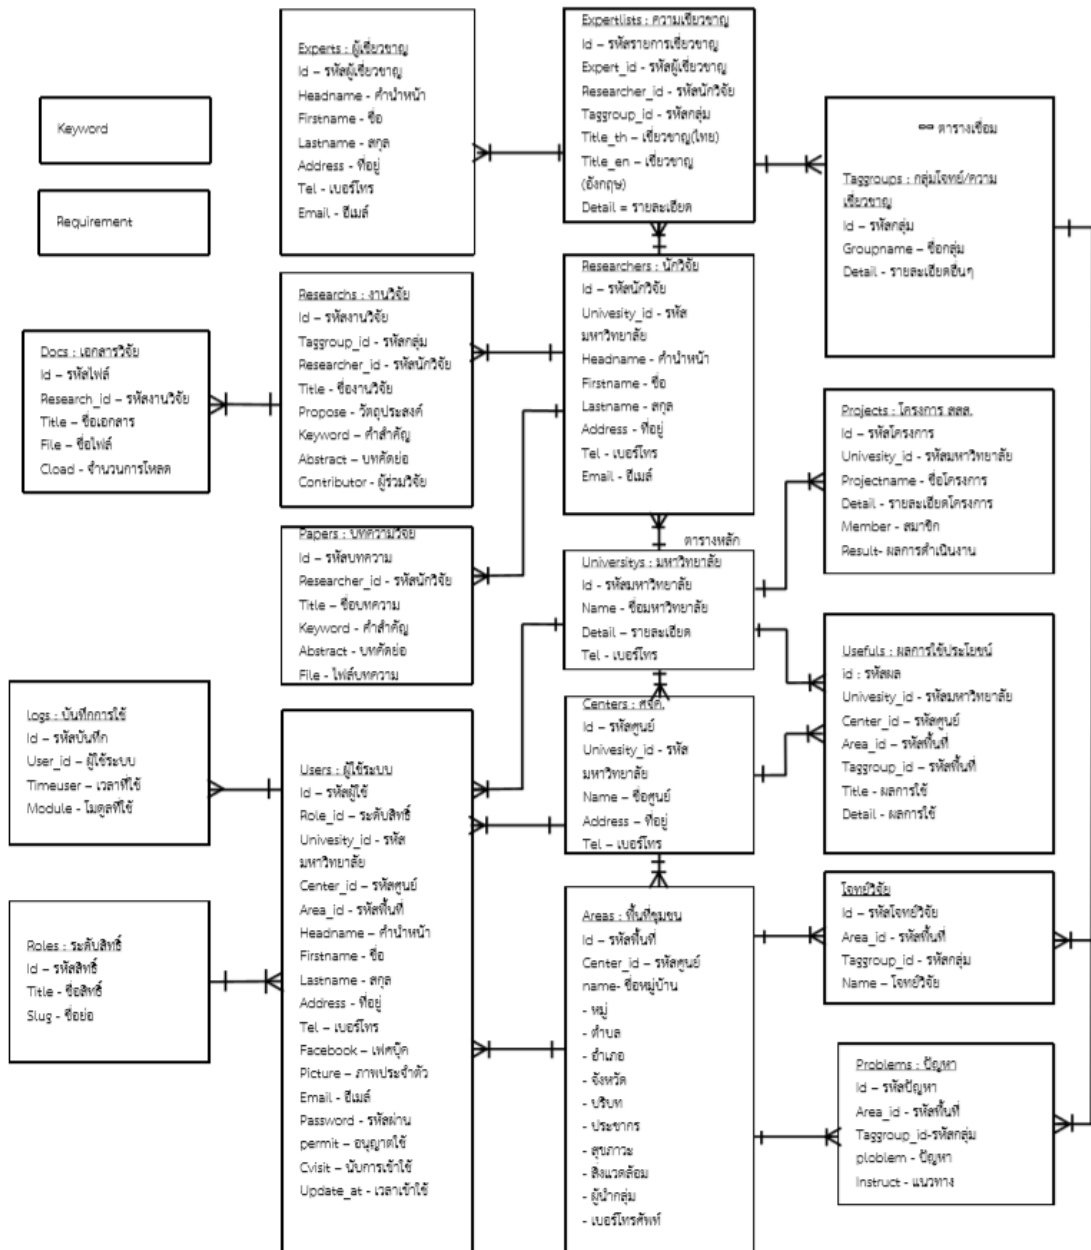 Keyword
Requirement
Experts : ผู้เชี่ยวชาญ
Id – รหัสผู้เชี่ยวชาญ
Headname - คำนำหน้า
Firstname - ชื่อ
Lastname - สกุล
Address - ที่อยู่
Tel - เบอร์โทร
Email - อีเมล์
Expertlists : ความเชี่ยวชาญ
Id – รหัสรายการเชี่ยวชาญ
Expert_id - รหัสผู้เชี่ยวชาญ
Researcher_id - รหัสนักวิจัย
Taggroup_id - รหัสกลุ่ม
Title_th – เชี่ยวชาญ(ไทย)
Title_en – เชี่ยวชาญ
(อังกฤษ)
Detail = รายละเอียด
ตารางเชื่อม
Taggroups : กลุ่มโจทย์/ความ
เชี่ยวชาญ
Id – รหัสกลุ่ม
Groupname – ชื่อกลุ่ม
Detail - รายละเอียดอื่นๆ
Docs : เอกสารวิจัย
Id – รหัสไฟล์
Research_id – รหัสงานวิจัย
Title – ชื่อเอกสาร
File – ชื่อไฟล์
Cload - จำนวนการโหลด
Researchs : งานวิจัย
Id – รหัสงานวิจัย
Taggroup_id - รหัสกลุ่ม
Researcher_id - รหัสนักวิจัย
Title - ชื่องานวิจัย
Propose – วัตถุประสงค์
Keyword – คำสำคัญ
Abstract – บทคัดย่อ
Contributor - ผู้ร่วมวิจัย
Researchers : นักวิจัย
Id – รหัสนักวิจัย
Univesity_id - รหัส
มหาวิทยาลัย
Headname - คำนำหน้า
Firstname - ชื่อ
Lastname - สกุล
Address - ที่อยู่
Tel - เบอร์โทร
Email - อีเมล์
Projects : โครงการ สสส.
Id – รหัสโครงการ
Univesity_id - รหัสมหาวิทยาลัย
Projectname – ชื่อโครงการ
Detail - รายละเอียดโครงการ
Member - สมาชิก
Result- ผลการดำเนินงาน
Papers : บทความวิจัย
Id – รหัสบทความ
Researcher_id - รหัสนักวิจัย
Title – ชื่อบทความ
Keyword - คำสำคัญ
Abstract - บทคัดย่อ
File - ไฟล์บทความ
ตารางหลัก
Universitys : มหาวิทยาลัย
Id - รหัสมหาวิทยาลัย
Name – ชื่อมหาวิทยาลัย
Detail – รายละเอียด
Tel - เบอร์โทร
Usefuls : ผลการใช้ประโยชน์
id : รหัสผล
Univesity_id - รหัสมหาวิทยาลัย
Center_id - รหัสศูนย์
Area_id – รหัสพื้นที่
Taggroup_id – รหัสพื้นที่
Title - ผลการใช้
Detail - ผลการใช้
logs : บันทึกการใช้
Id – รหัสบันทึก
User_id – ผู้ใช้ระบบ
Timeuser – เวลาที่ใช้
Module - โมดูลที่ใช้
Users : ผู้ใช้ระบบ
Id - รหัสผู้ใช้
Role_id – ระดับสิทธิ์
Univesity_id - รหัส
มหาวิทยาลัย
Center_id – รหัสศูนย์
Area_id - รหัสพื้นที่
Headname - คำนำหน้า
Firstname – ชื่อ
Lastname - สกุล
Address - ที่อยู่
Tel – เบอร์โทร
Facebook – เฟศบุ๊ค
Picture – ภาพประจำตัว
Email - อีเมล์
Password - รหัสผ่าน
permit – อนุญาตใช้
Cvisit – นับการเข้าใช้
Update_at - เวลาเข้าใช้
Centers : ศจค.
Id – รหัสศูนย์
Univesity_id - รหัส
มหาวิทยาลัย
Name – ชื่อศูนย์
Address – ที่อยู่
Tel – เบอร์โทร
Roles : ระดับสิทธิ์
Id – รหัสสิทธิ์
Title - ชื่อสิทธิ์
Slug - ชื่อย่อ
Areas : พื้นที่ชุมชน
Id – รหัสพื้นที่
Center_id – รหัสศูนย์
name- ชื่อหมู่บ้าน
- หมู่
- ตำบล
- อำเภอ
- จังหวัด
- บริบท
- ประชากร
- สุขภาวะ
- สิ่งแวดล้อม
- ผู้นำกลุ่ม
- เบอร์โทรศัพท์
โจทย์วิจัย
Id – รหัสโจทย์วิจัย
Area_id - รหัสพื้นที่
Taggroup_id - รหัสกลุ่ม
Name – โจทย์วิจัย
Problems : ปัญหา
Id – รหัสปัญหา
Area_id - รหัสพื้นที่
Taggroup_id-รหัสกลุ่ม
ploblem - ปัญหา
Instruct - แนวทาง